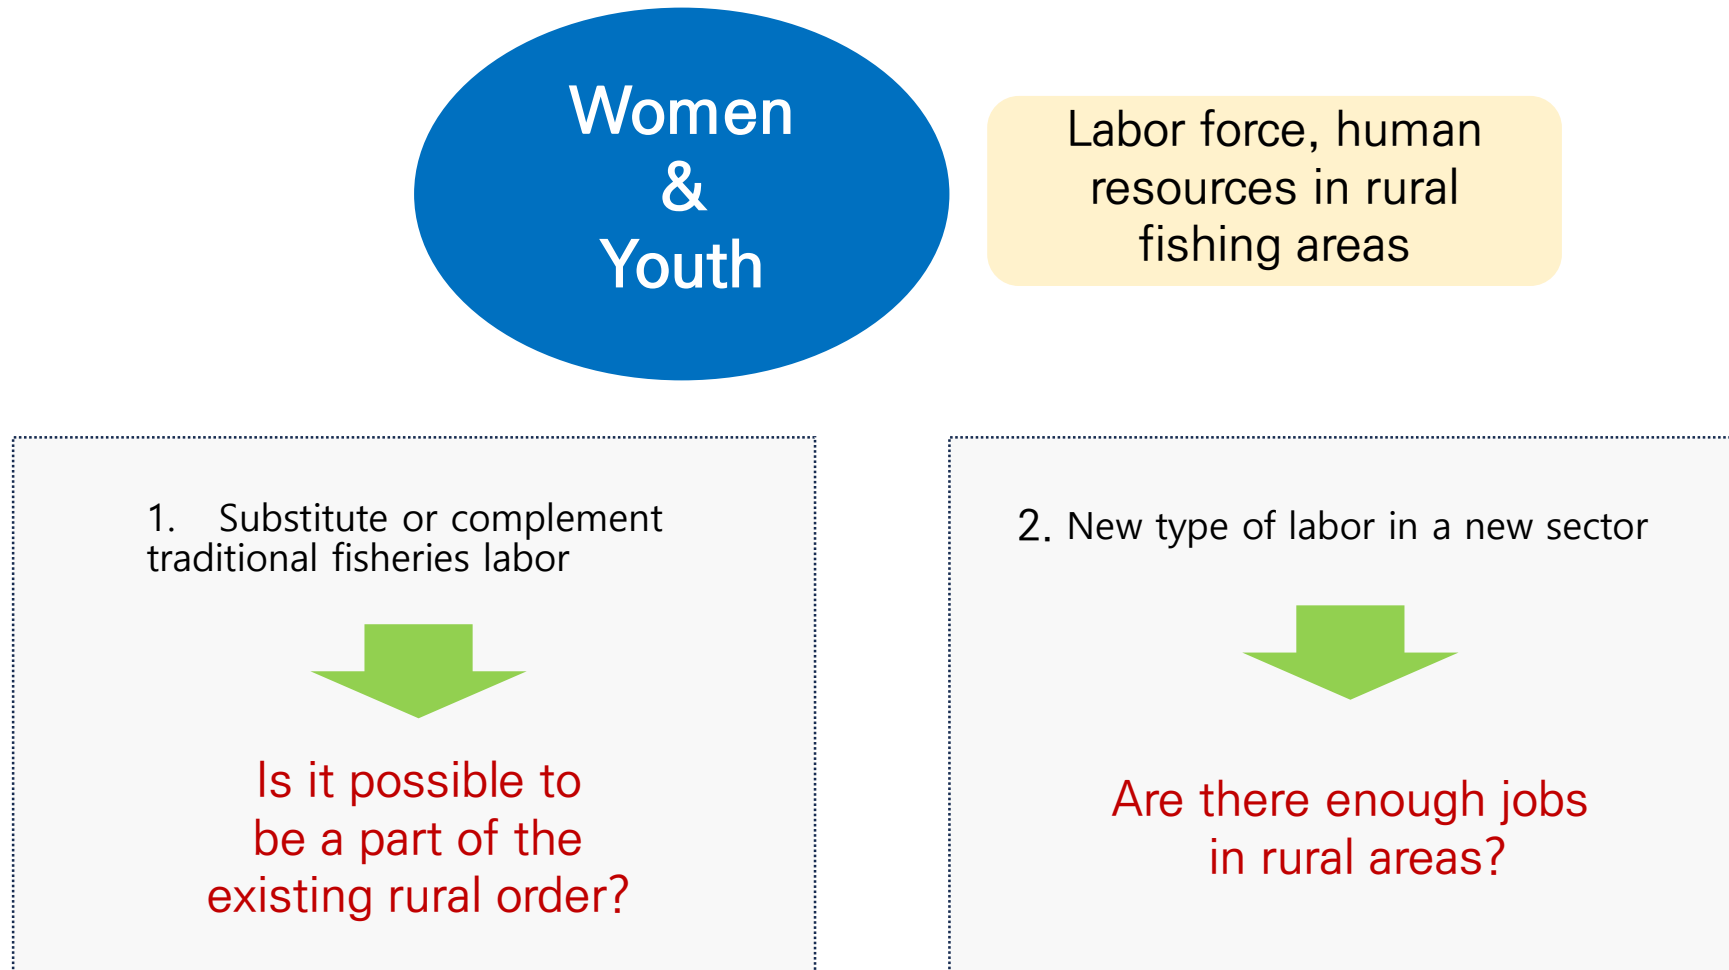 Women
&
Youth
Labor force, human
resources in rural
fishing areas
1. Substitute or complement
traditional fisheries labor
Is it possible to
be a part of the
existing rural order?
2. New type of labor in a new sector
Are there enough jobs
in rural areas?